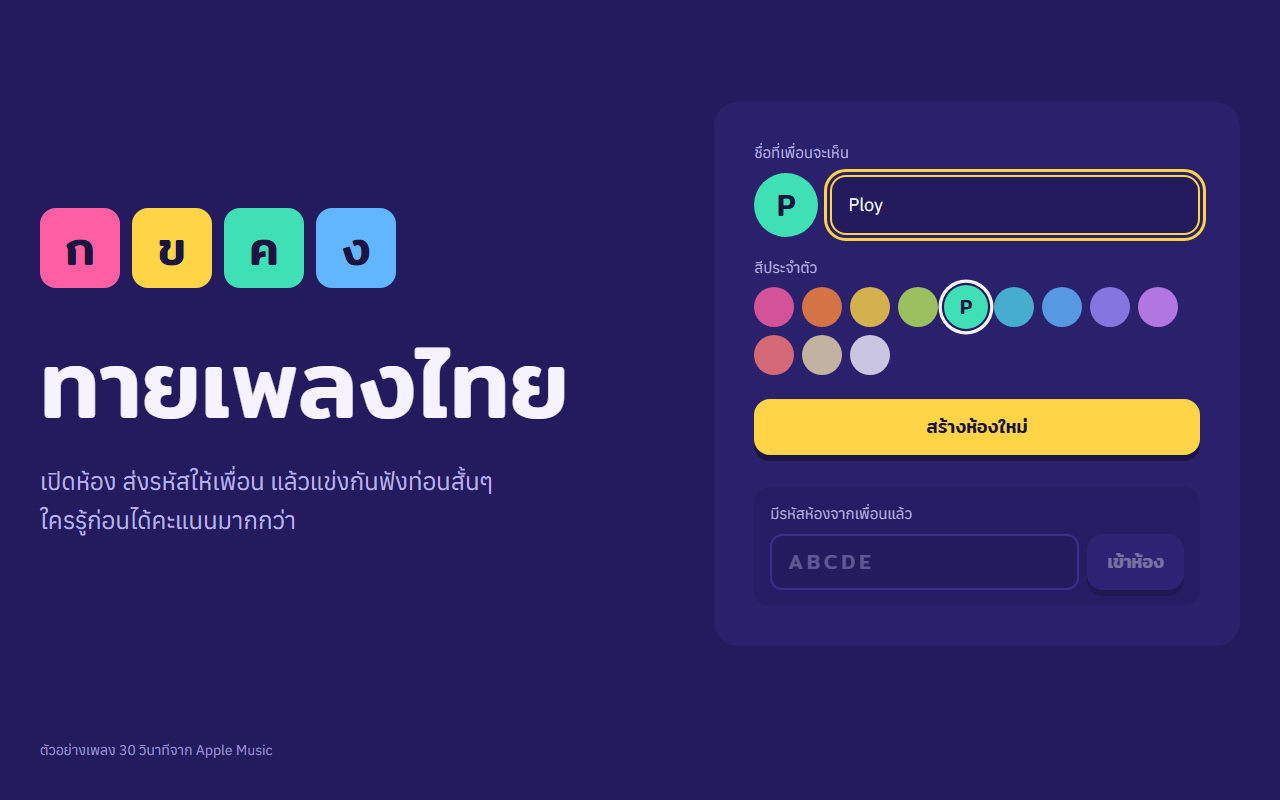 ก ข ค ง
ทายเพลงไทย
เปิดห้อง ส่งรหัสให้เพื่อน แล้วแข่งกันฟังท่อนสั้นๆ
ใครรู้ก่อนได้คะแนนมากกว่า
ตัวอย่างเพลง 30 วินาทีจาก Apple Music
ชื่อที่เพื่อนจะเห็น
P Ploy
สีประจำตัว
P
สร้างห้องใหม่
มีรหัสห้องจากเพื่อนแล้ว
ABCDE เข้าห้อง